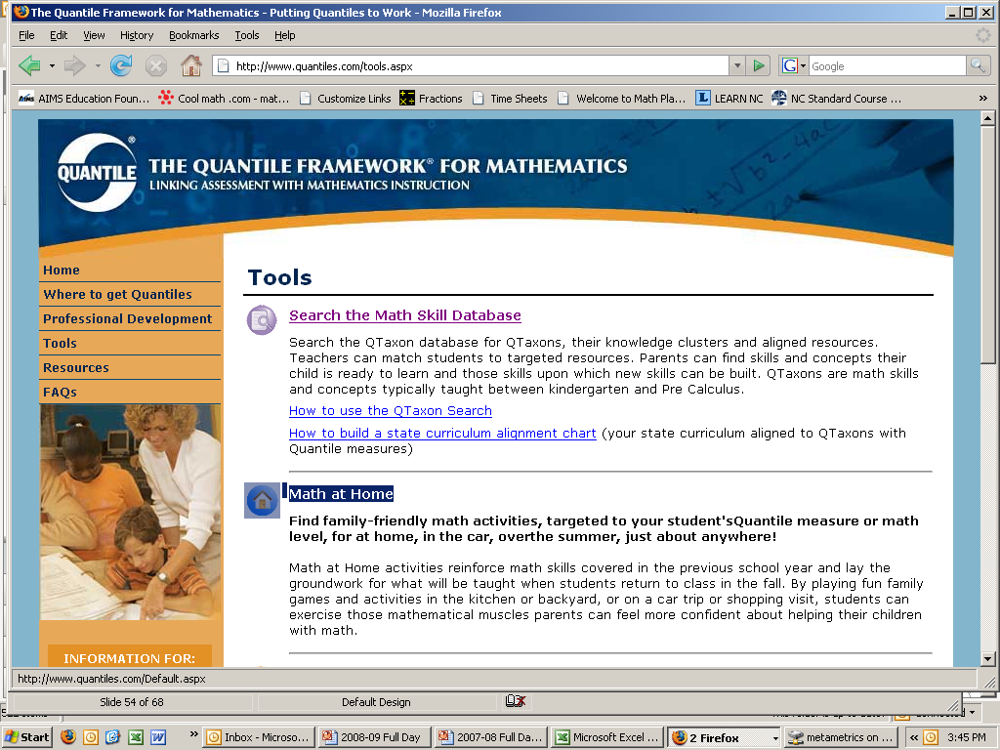 The Quantile Framework for Mathematics - Putting Quantiles to Work - Mozilla Firefox
File Edit View History Bookmarks Tools Help
http://www.quantiles.com/tools.aspx
G Google
AIMS Education Foun... Cool math .com - mat... Customize Links Fractions Time Sheets Welcome to Math Pla... LEARN NC NC Standard Course ... »
QUANTILE®
THE QUANTILE FRAMEWORK® FOR MATHEMATICS
LINKING ASSESSMENT WITH MATHEMATICS INSTRUCTION
Home
Where to get Quantiles
Professional Development
Tools
Resources
FAQs
INFORMATION FOR:
Tools
Search the Math Skill Database
Search the QTaxon database for QTaxons, their knowledge clusters and aligned resources.
Teachers can match students to targeted resources. Parents can find skills and concepts their
child is ready to learn and those skills upon which new skills can be built. QTaxons are math skills
and concepts typically taught between kindergarten and Pre Calculus.
How to use the QTaxon Search
How to build a state curriculum alignment chart (your state curriculum aligned to QTaxons with
Quantile measures)
Math at Home
Find family-friendly math activities, targeted to your student'sQuantile measure or math
level, for at home, in the car, overthe summer, just about anywhere!
Math at Home activities reinforce math skills covered in the previous school year and lay the
groundwork for what will be taught when students return to class in the fall. By playing fun family
games and activities in the kitchen or backyard, or on a car trip or shopping visit, students can
exercise those mathematical muscles parents can feel more confident about helping their children
with math.
http://www.quantiles.com/Default.aspx
Slide 54 of 68 Default Design
Start » Inbox - Microso... 2008-09 Full Day 2007-08 Full Da... Microsoft Excel ... 2 Firefox metametrics on ... « 3:45 PM